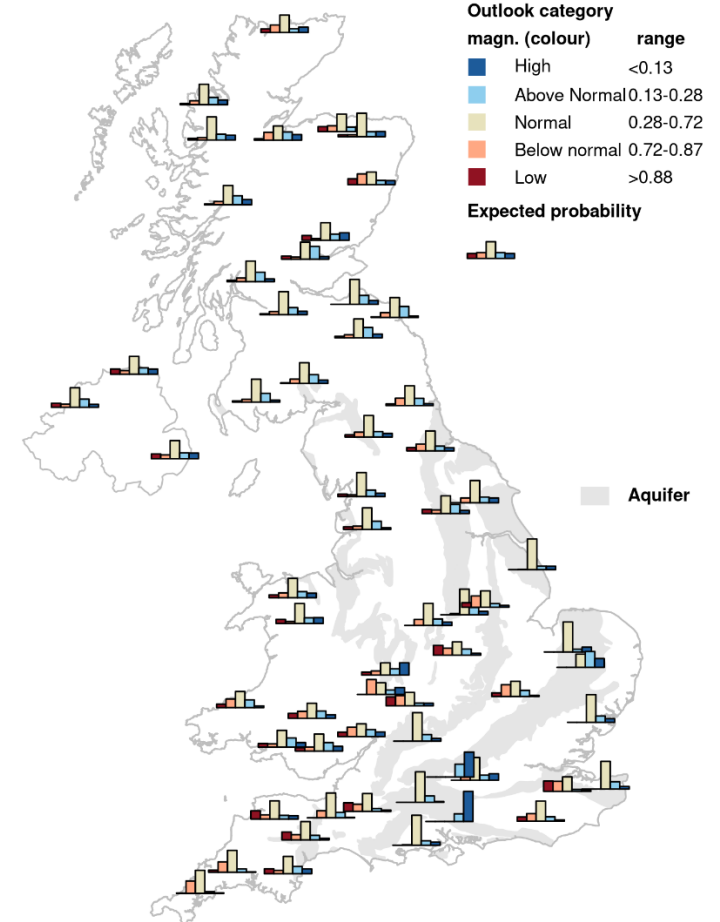 Outlook category
magn. (colour) range
High <0.13
Above Normal 0.13-0.28
Normal 0.28-0.72
Below normal 0.72-0.87
Low >0.88
Expected probability
Aquifer